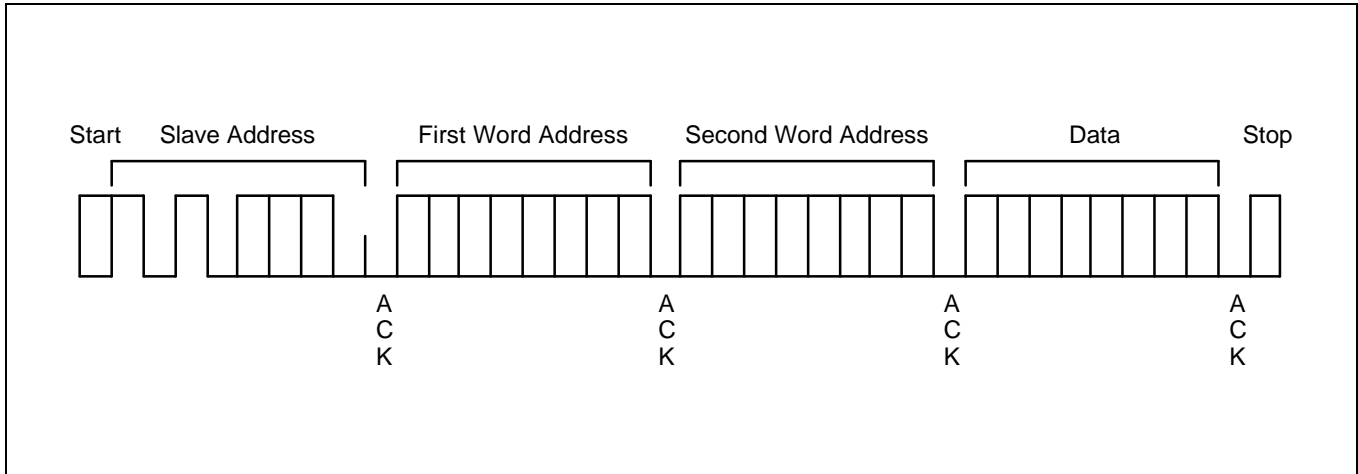 Start Slave Address First Word Address Second Word Address Data Stop
A A A A
C C C C
K K K K